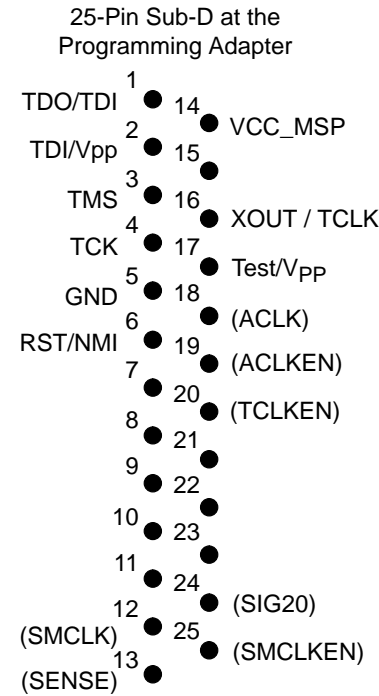 25-Pin Sub-D at the
Programming Adapter
1
TDO/TDI
14
VCC_MSP
2
TDI/Vpp
15
3
TMS
16
XOUT / TCLK
4
TCK
17
Test/VPP
5
GND
18
(ACLK)
6
RST/NMI
19
(ACLKEN)
7
20
(TCLKEN)
8
21
9
22
10
23
11
24
(SIG20)
12
(SMCLK)
25
(SMCLKEN)
13
(SENSE)